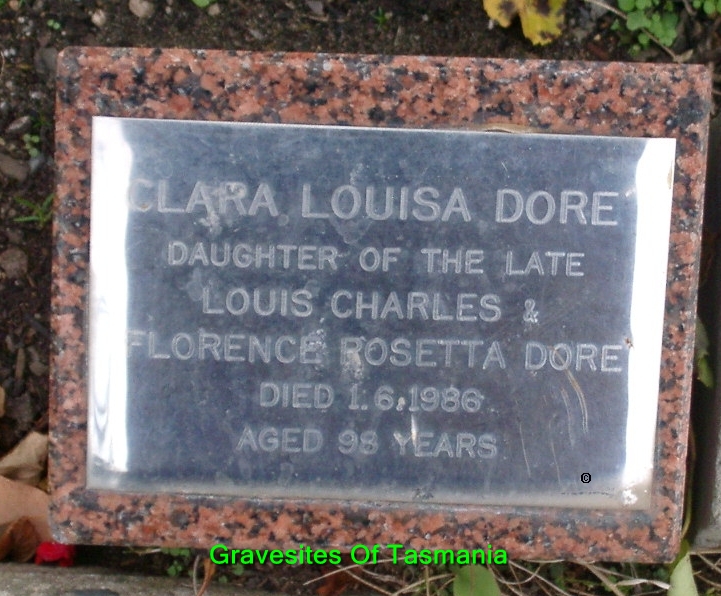 CLARA LOUISA DORE
DAUGHTER OF THE LATE
LOUIS CHARLES &
FLORENCE ROSETTA DORE
DIED 1.6.1986
AGED 98 YEARS
©
Gravesites Of Tasmania